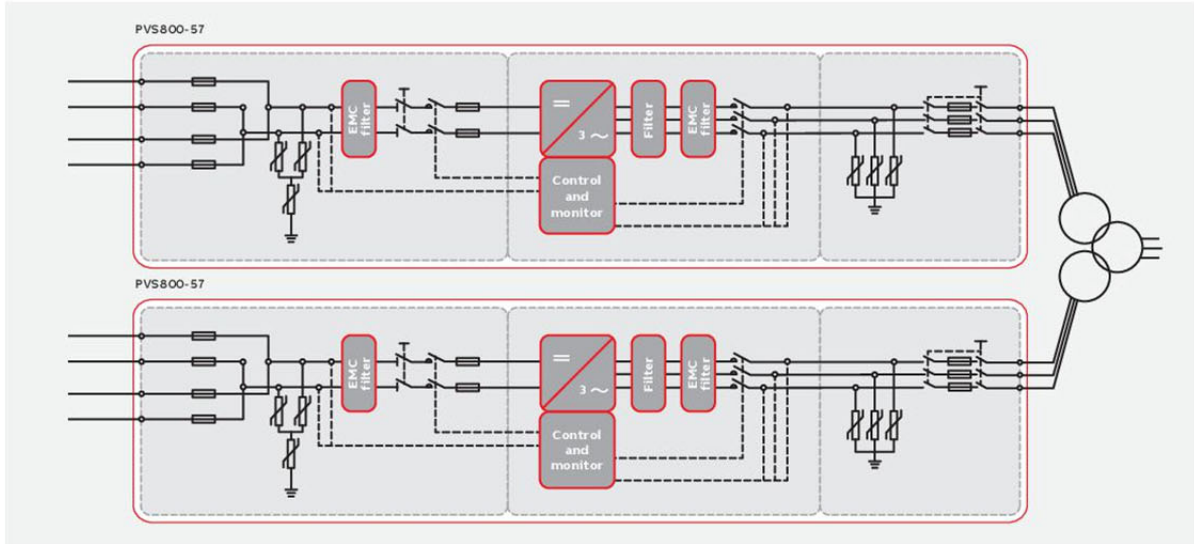 PVS800-57
EMC
filter
3
Filter
EMC
filter
Control
and
monitor
PVS800-57
EMC
filter
3
Filter
EMC
filter
Control
and
monitor